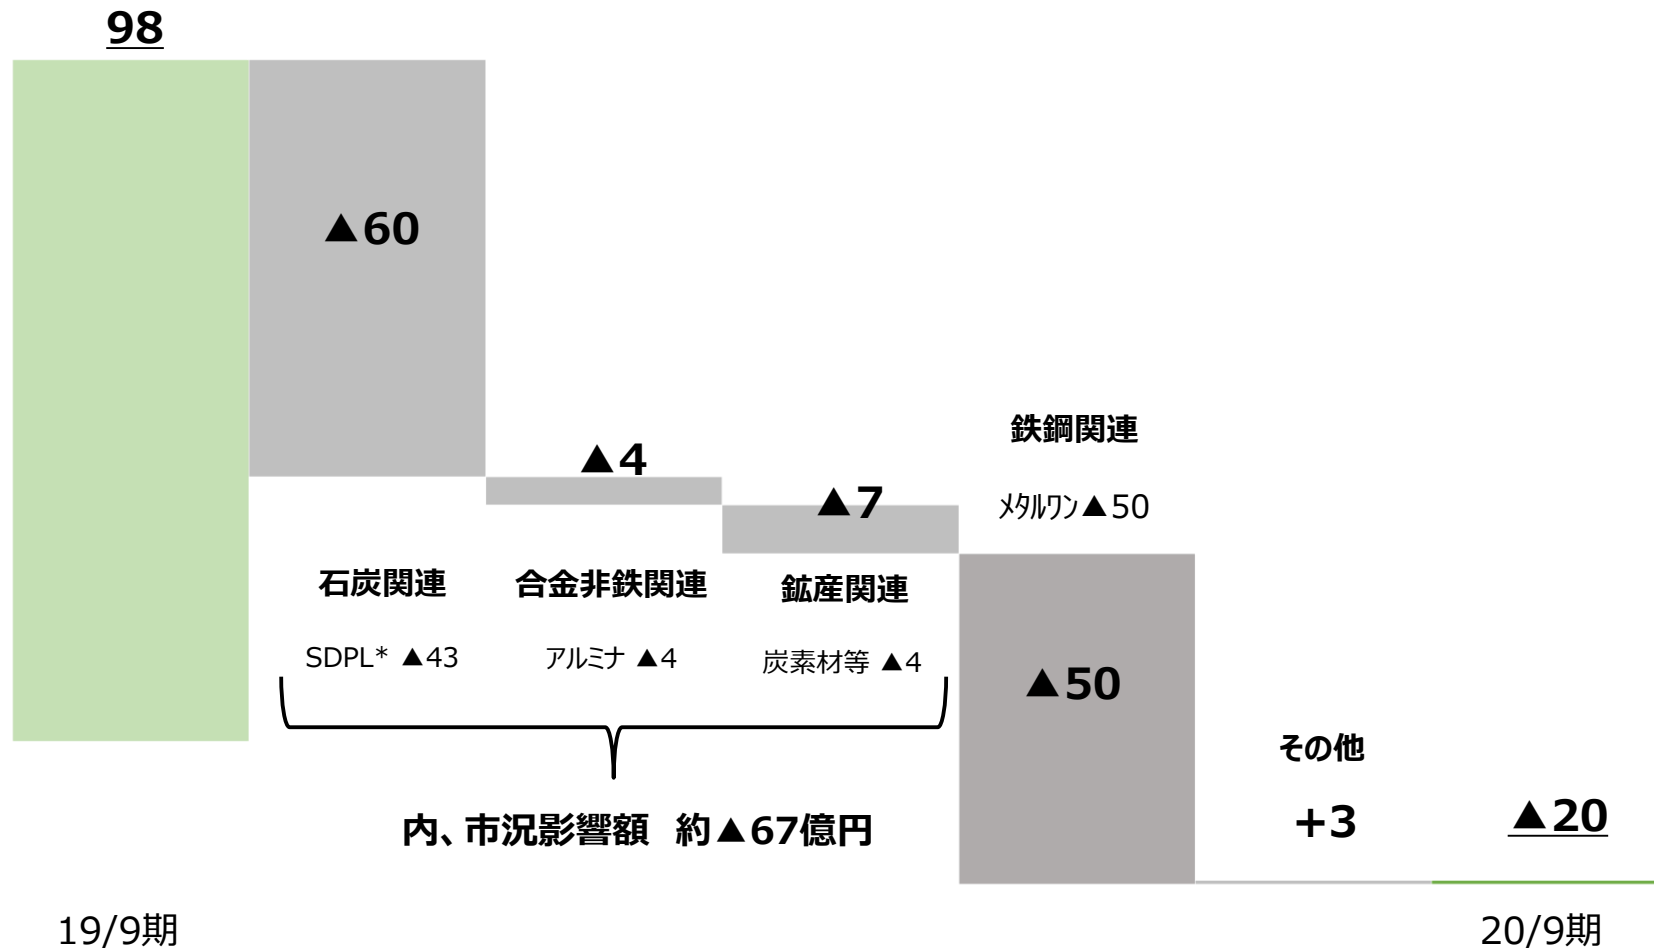 98
▲60
▲4
▲7
鉄鋼関連
ﾒﾀﾙﾜﾝ▲50
石炭関連
合金非鉄関連
鉱産関連
SDPL* ▲43
アルミナ ▲4
炭素材等 ▲4
▲50
その他
+3
▲20
内、市況影響額　約▲67億円
19/9期
20/9期